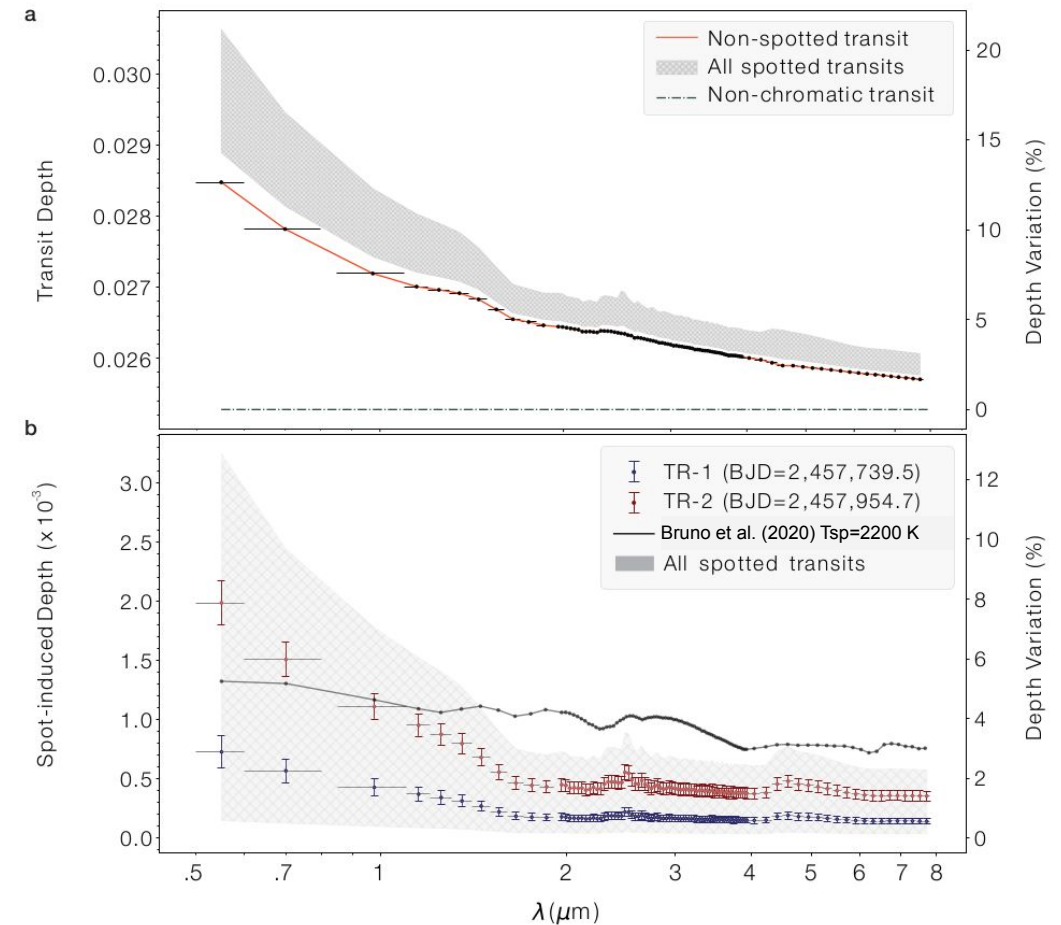 a
Non-spotted transit
All spotted transits
Non-chromatic transit
0.030
0.029
0.028
0.027
0.026
Transit Depth
20
15
10
5
0
Depth Variation (%)
b
TR-1 (BJD=2,457,739.5)
TR-2 (BJD=2,457,954.7)
Bruno et al. (2020) Tsp=2200 K
All spotted transits
3.0
2.5
2.0
1.5
1.0
0.5
0.0
Spot-induced Depth (x10⁻³)
12
10
8
6
4
2
0
Depth Variation (%)
.5 .7 1 2 3 4 5 6 7 8
λ(μm)